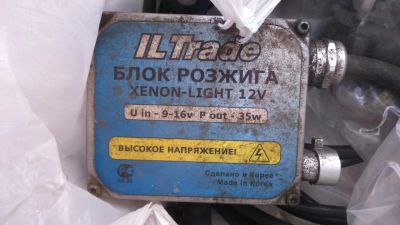 ILTrade
БЛОК РОЗЖИГА
XENON-LIGHT 12V
U in - 9-16v P out - 35w
ВЫСОКОЕ НАПРЯЖЕНИЕ!
Сделано в Корее
Made in Korea